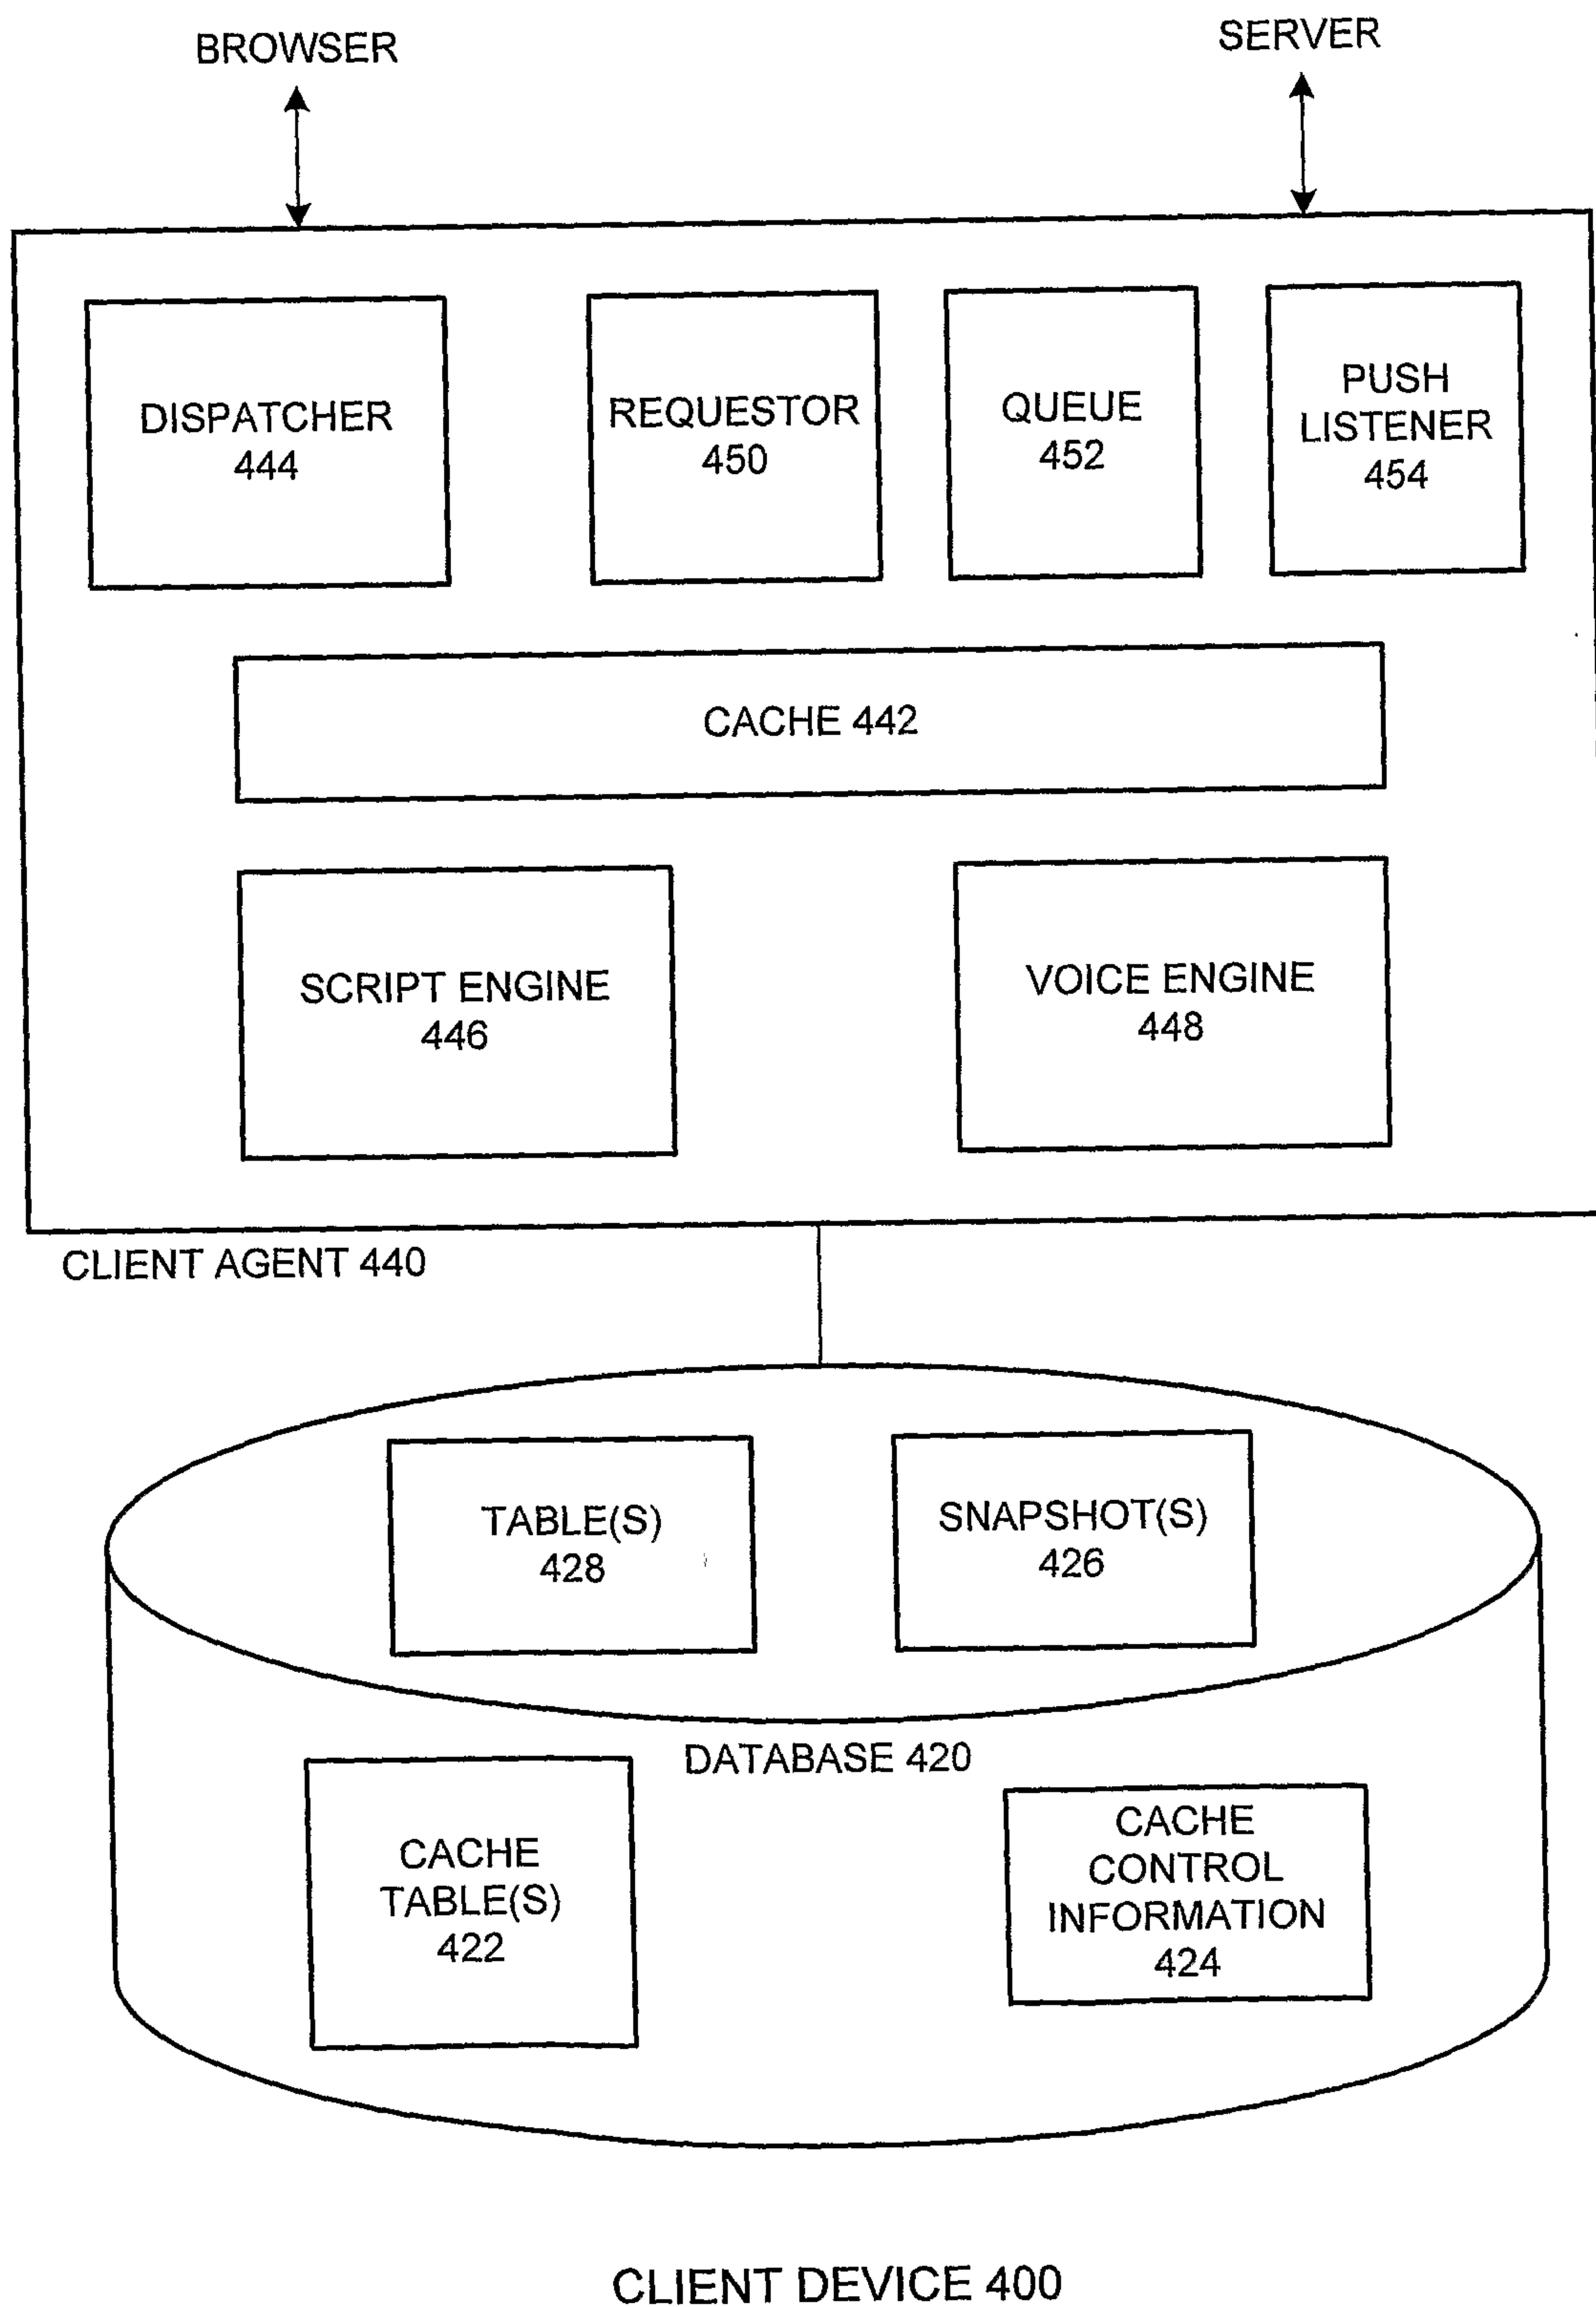 BROWSER
SERVER
DISPATCHER
444
REQUESTOR
450
QUEUE
452
PUSH
LISTENER
454
CACHE 442
SCRIPT ENGINE
446
VOICE ENGINE
448
CLIENT AGENT 440
TABLE(S)
428
SNAPSHOT(S)
426
DATABASE 420
CACHE
TABLE(S)
422
CACHE
CONTROL
INFORMATION
424
CLIENT DEVICE 400